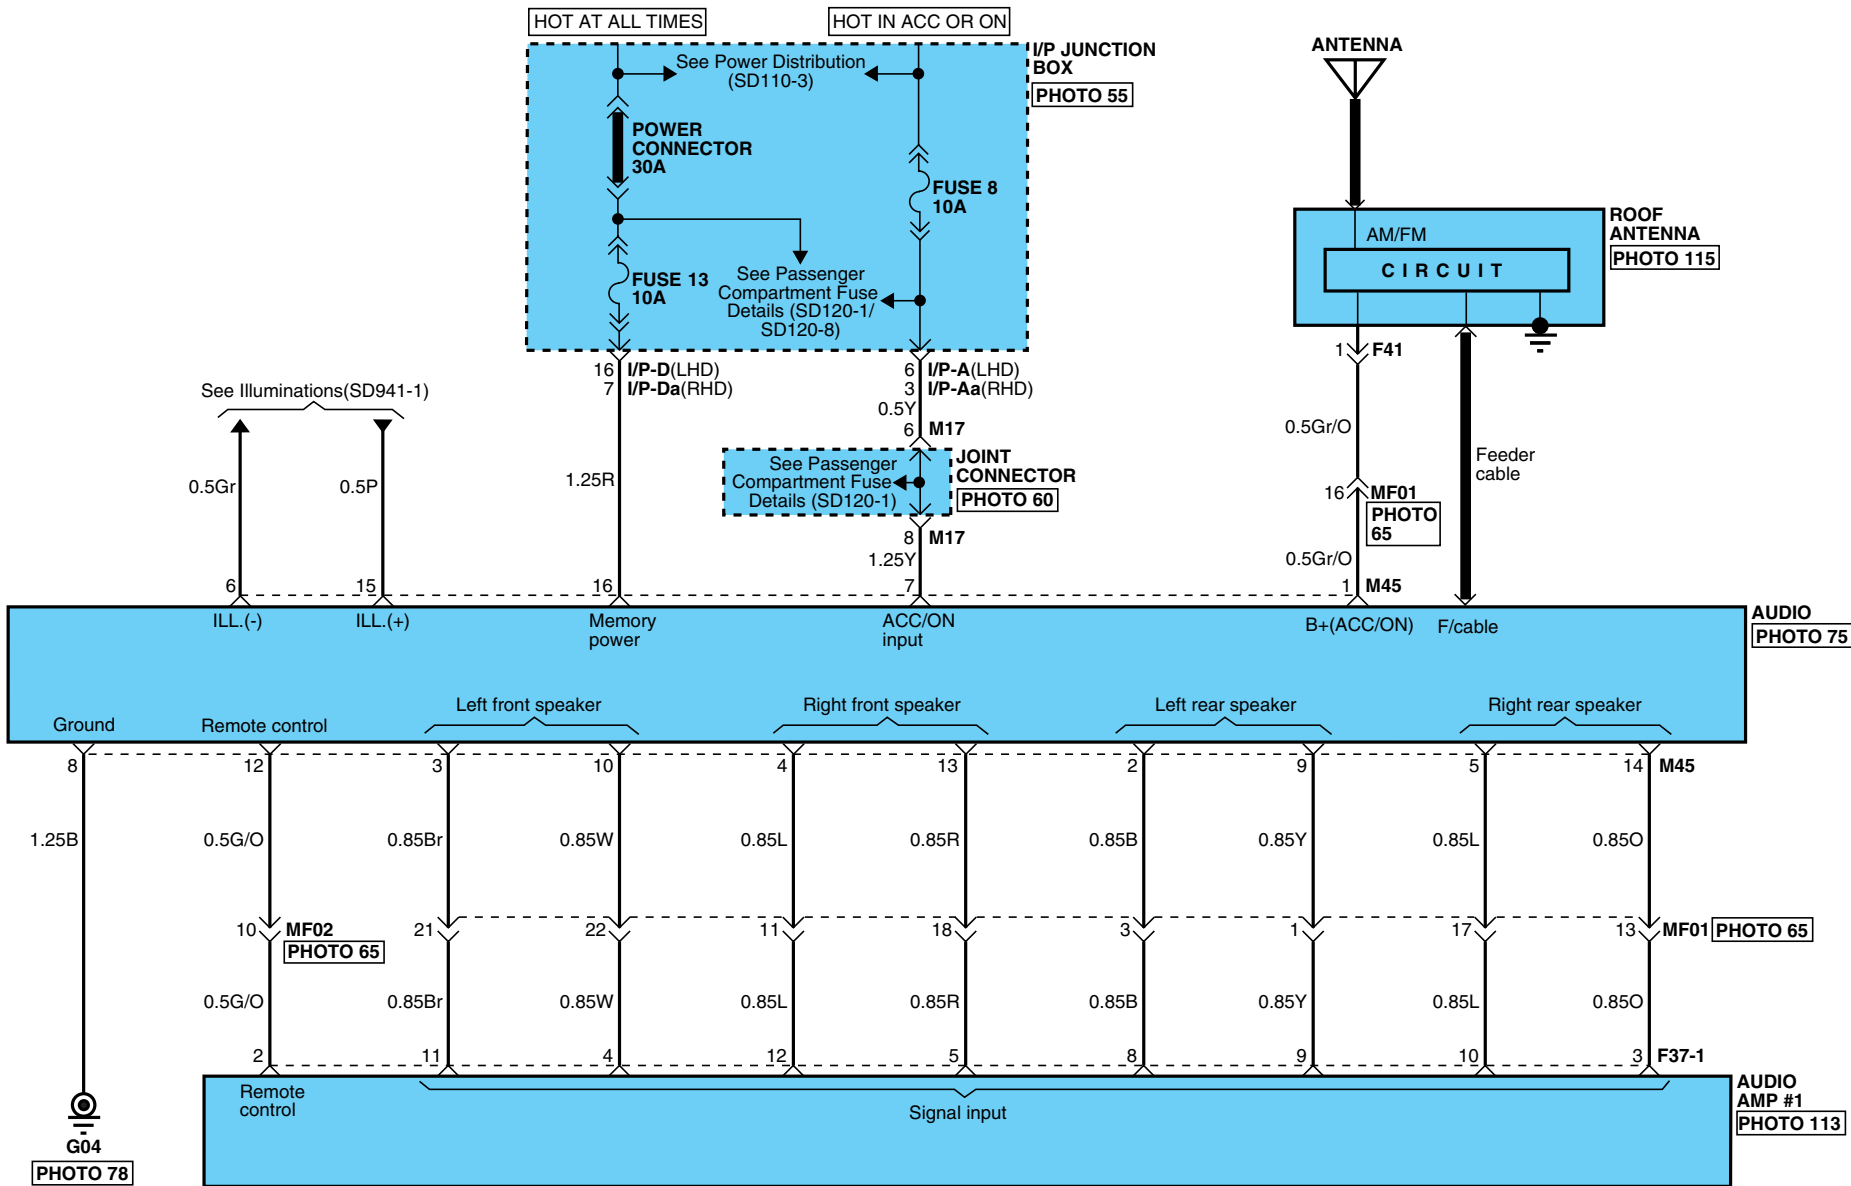 HOT AT ALL TIMES
HOT IN ACC OR ON
I/P JUNCTION
BOX
PHOTO 55
See Power Distribution
(SD110-3)
POWER
CONNECTOR
30A
FUSE 8
10A
FUSE 13
10A
See Passenger
Compartment Fuse
Details (SD120-1/
SD120-8)
ANTENNA
ROOF
ANTENNA
PHOTO 115
AM/FM
CIRCUIT
1 F41
16 I/P-D(LHD)
7 I/P-Da(RHD)
6 I/P-A(LHD)
3 I/P-Aa(RHD)
0.5Y
6 M17
See Illuminations(SD941-1)
0.5Gr
0.5P
1.25R
See Passenger
Compartment Fuse
Details (SD120-1)
JOINT
CONNECTOR
PHOTO 60
8 M17
1.25Y
0.5Gr/O
16 MF01
PHOTO
65
0.5Gr/O
Feeder
cable
6 15 16 7 1 M45
ILL.(-)
ILL.(+)
Memory
power
ACC/ON
input
B+(ACC/ON)
F/cable
AUDIO
PHOTO 75
Ground
Remote control
Left front speaker
Right front speaker
Left rear speaker
Right rear speaker
8 12 3 10 4 13 2 9 5 14 M45
1.25B 0.5G/O 0.85Br 0.85W 0.85L 0.85R 0.85B 0.85Y 0.85L 0.85O
10 MF02
PHOTO 65
21 22 11 18 3 1 17 13 MF01 PHOTO 65
0.5G/O 0.85Br 0.85W 0.85L 0.85R 0.85B 0.85Y 0.85L 0.85O
2 11 4 12 5 8 9 10 3 F37-1
Remote
control
Signal input
AUDIO
AMP #1
PHOTO 113
G04
PHOTO 78